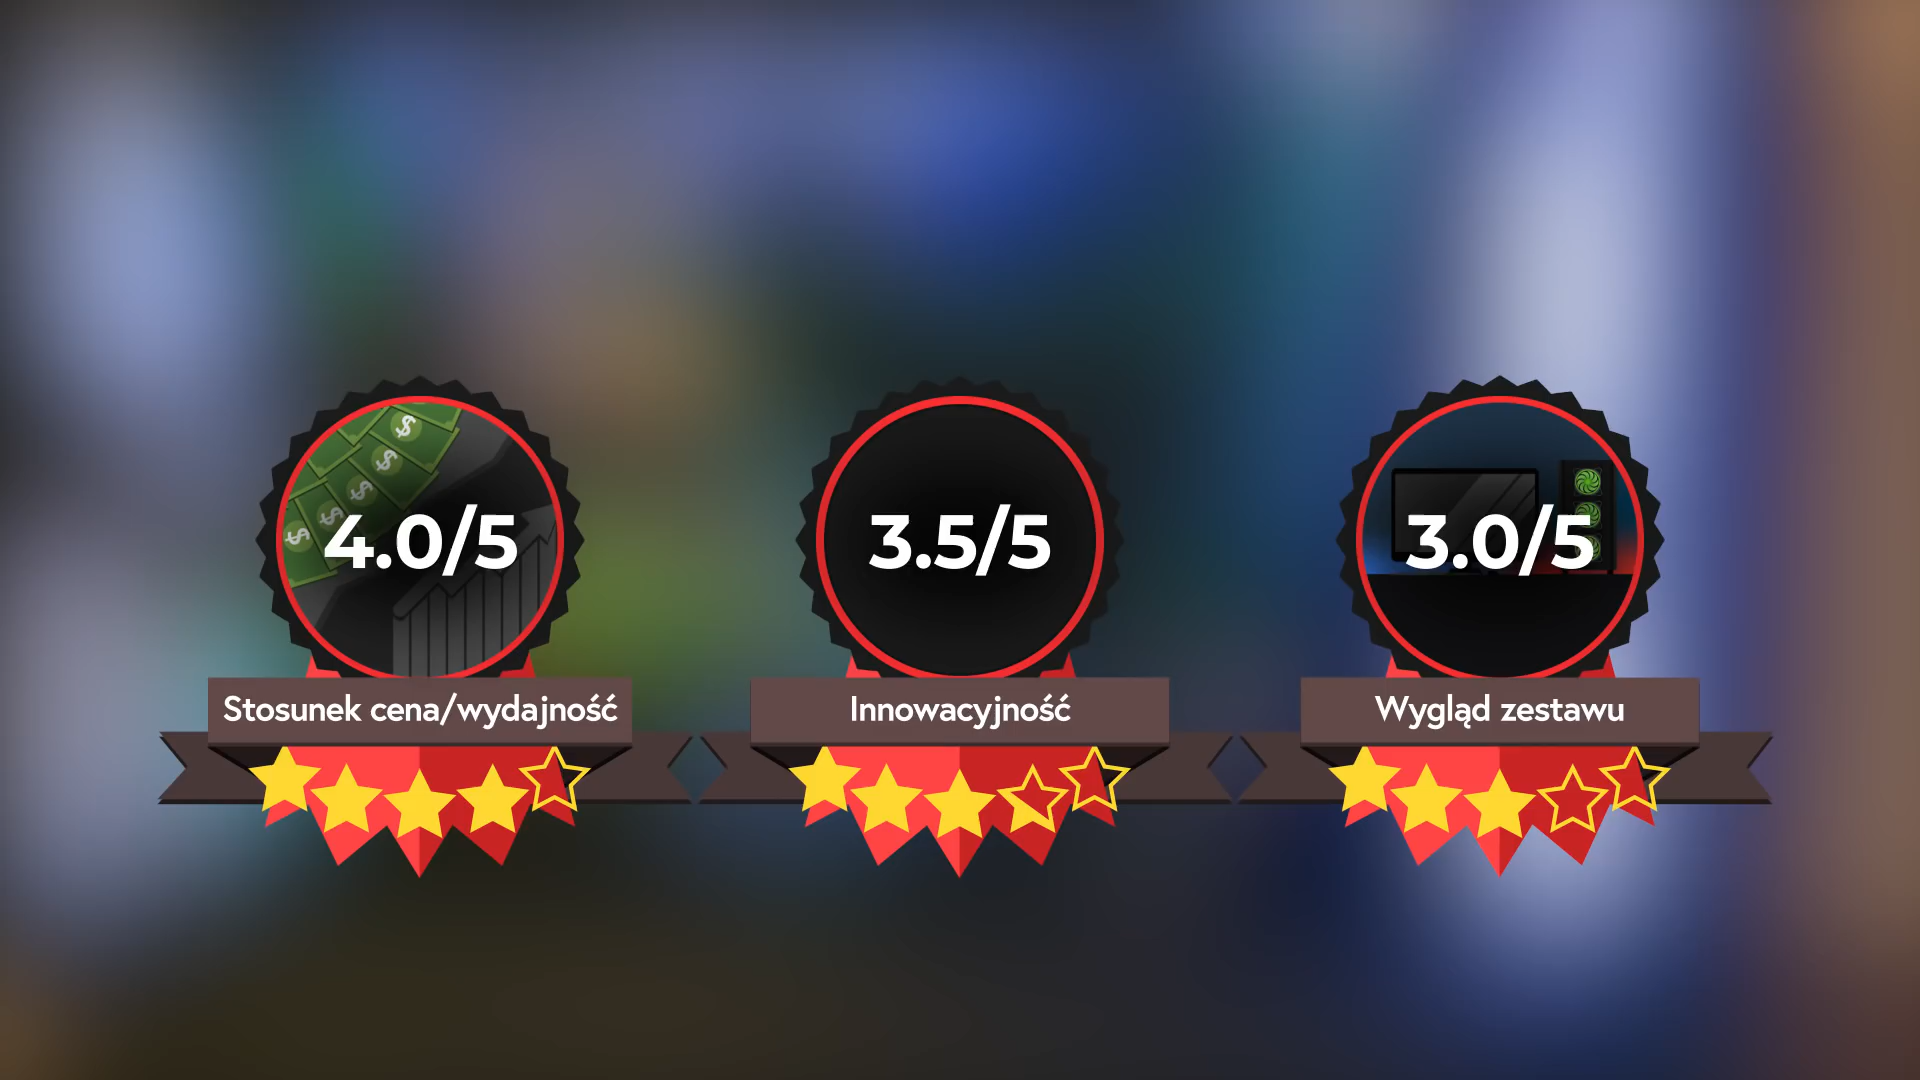 4.0/5
Stosunek cena/wydajność
3.5/5
Innowacyjność
3.0/5
Wygląd zestawu